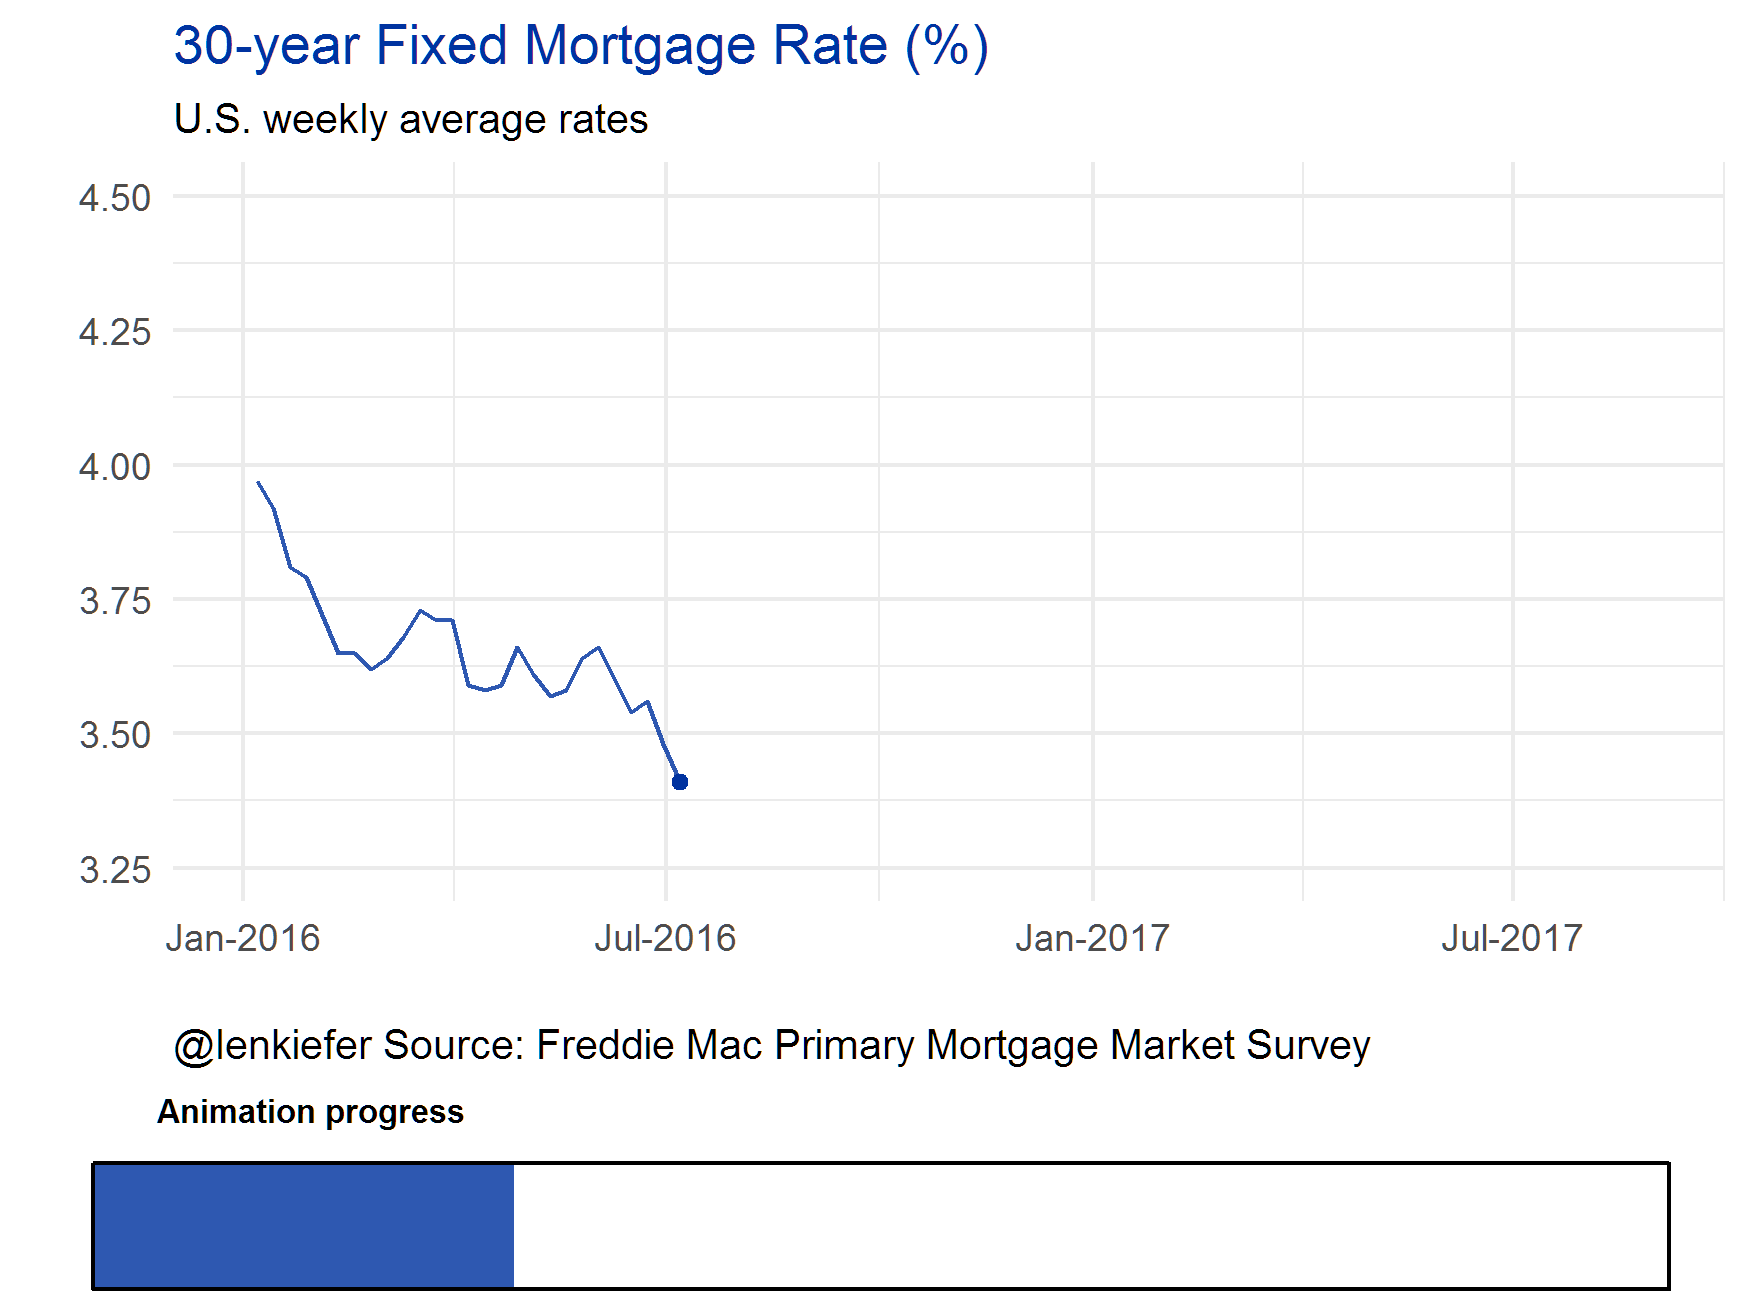 30-year Fixed Mortgage Rate (%)
U.S. weekly average rates
4.50
4.25
4.00
3.75
3.50
3.25
Jan-2016 Jul-2016 Jan-2017 Jul-2017
@lenkiefer Source: Freddie Mac Primary Mortgage Market Survey
Animation progress